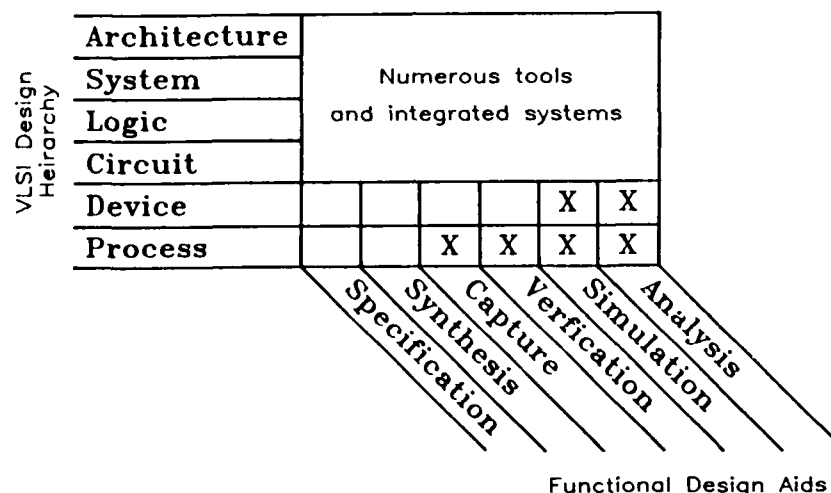 VLSI Design
Heirarchy
Architecture
System
Logic
Circuit
Device
Process
Numerous tools
and integrated systems
X X
X X X X
Specification
Synthesis
Capture
Verfication
Simulation
Analysis
Functional Design Aids